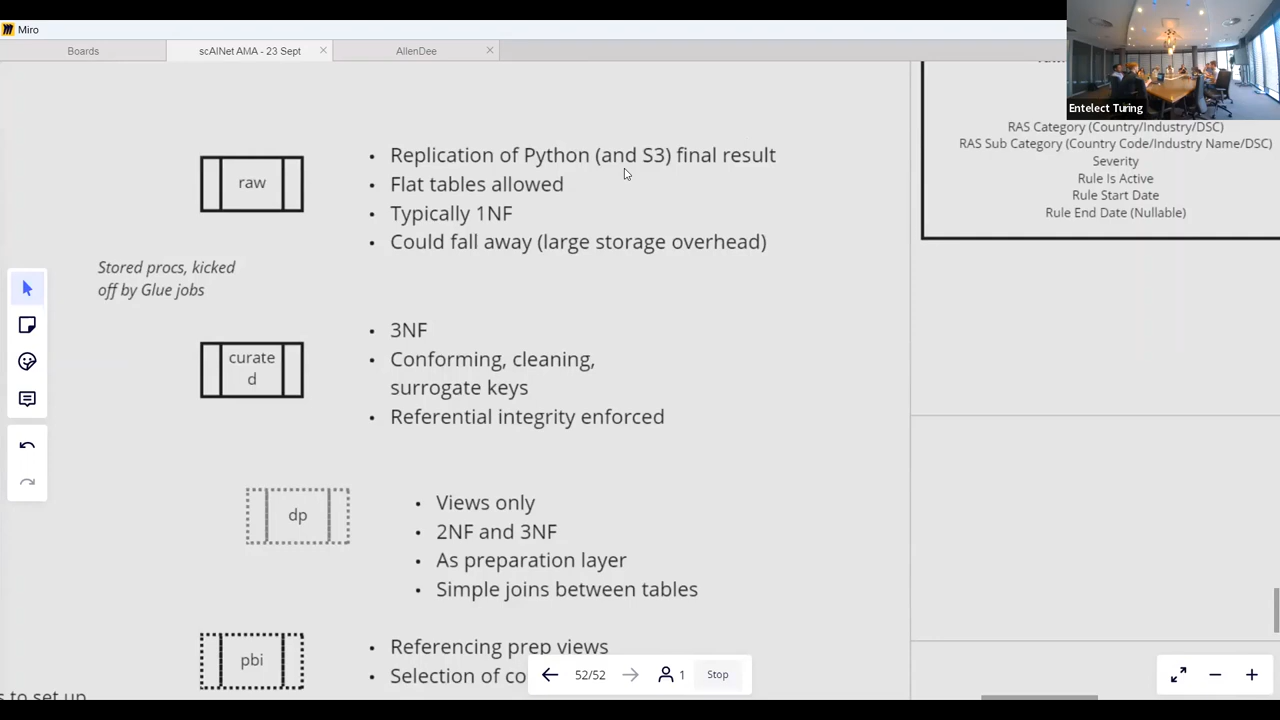 Miro
Boards
scAINet AMA - 23 Sept
AllenDee
Entelect Turing
raw
• Replication of Python (and S3) final result
• Flat tables allowed
• Typically 1NF
• Could fall away (large storage overhead)
Stored procs, kicked
off by Glue jobs
curate
d
• 3NF
• Conforming, cleaning,
surrogate keys
• Referential integrity enforced
dp
• Views only
• 2NF and 3NF
• As preparation layer
• Simple joins between tables
pbi
• Referencing prep views
• Selection of co
s to set up
RAS Category (Country/Industry/DSC)
RAS Sub Category (Country Code/Industry Name/DSC)
Severity
Rule Is Active
Rule Start Date
Rule End Date (Nullable)
52/52
1
Stop